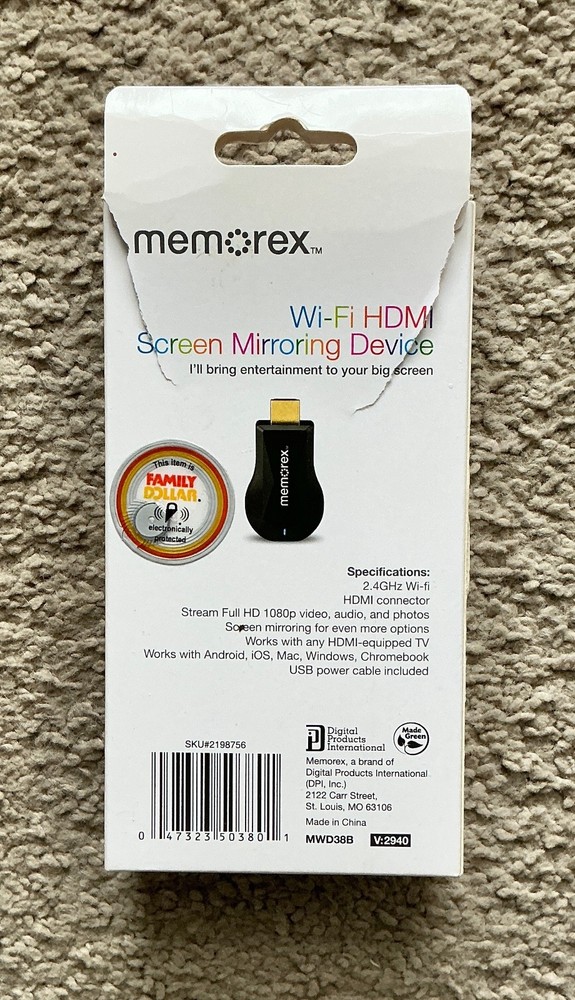 memorex™
Wi-Fi HDMI
Screen Mirroring Device
I'll bring entertainment to your big screen
memorex
This item is
FAMILY
DOLLAR.
electronically
protected
Specifications:
2.4GHz Wi-fi
HDMI connector
Stream Full HD 1080p video, audio, and photos
Screen mirroring for even more options
Works with any HDMI-equipped TV
Works with Android, iOS, Mac, Windows, Chromebook
USB power cable included
SKU#2198756
0 47323 50380 1
Digital
Products
International
Made
Green
Memorex, a brand of
Digital Products International
(DPI, Inc.)
2122 Carr Street,
St. Louis, MO 63106
Made in China
MWD38B V:2940